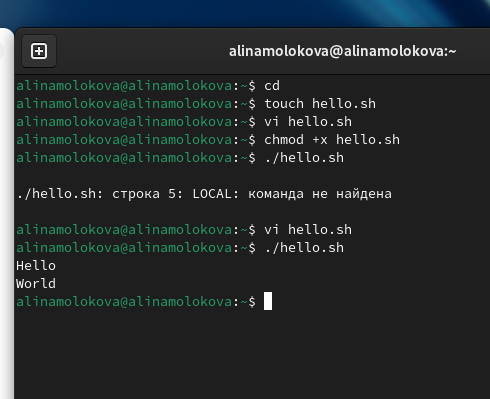 alinamolokova@alinamolokova:~
alinamolokova@alinamolokova:~$ cd
alinamolokova@alinamolokova:~$ touch hello.sh
alinamolokova@alinamolokova:~$ vi hello.sh
alinamolokova@alinamolokova:~$ chmod +x hello.sh
alinamolokova@alinamolokova:~$ ./hello.sh
./hello.sh: строка 5: LOCAL: команда не найдена
alinamolokova@alinamolokova:~$ vi hello.sh
alinamolokova@alinamolokova:~$ ./hello.sh
Hello
World
alinamolokova@alinamolokova:~$